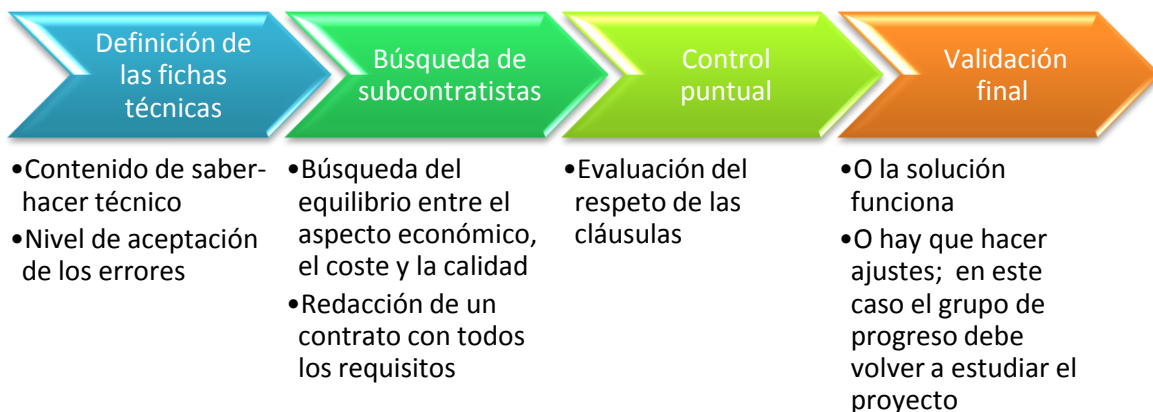 Definición de
las fichas
técnicas
•Contenido de saber-
hacer técnico
•Nivel de aceptación
de los errores
Búsqueda de
subcontratistas
•Búsqueda del
equilibrio entre el
aspecto económico,
el coste y la calidad
•Redacción de un
contrato con todos
los requisitos
Control
puntual
•Evaluación del
respeto de las
cláusulas
Validación
final
•O la solución
funciona
•O hay que hacer
ajustes; en este
caso el grupo de
progreso debe
volver a estudiar el
proyecto